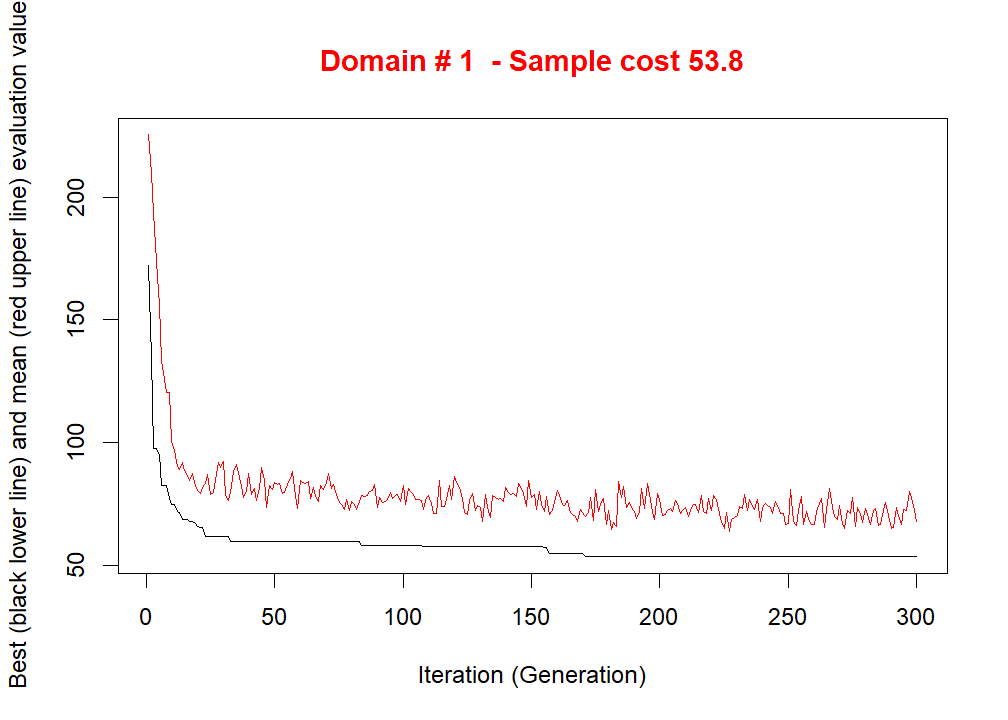 Domain # 1  - Sample cost 53.8
Best (black lower line) and mean (red upper line) evaluation value
200
150
100
50
0 50 100 150 200 250 300
Iteration (Generation)